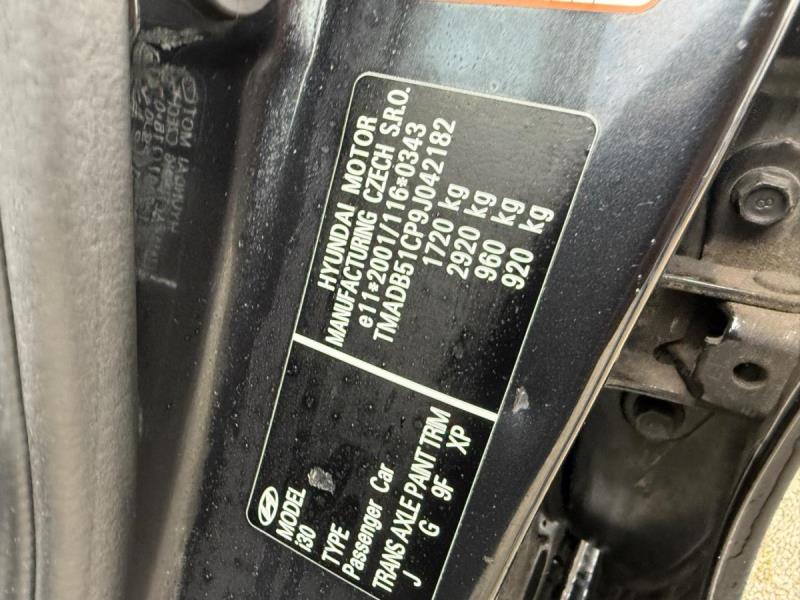 HYUNDAI MOTOR
MANUFACTURING CZECH S.R.O.
e11*2001/116*0343
TMADB51CP9J042182
1720 kg
2920 kg
960 kg
920 kg
MODEL
i30
TYPE
Passenger Car
TRANS AXLE PAINT TRIM
J G 9F XP
8